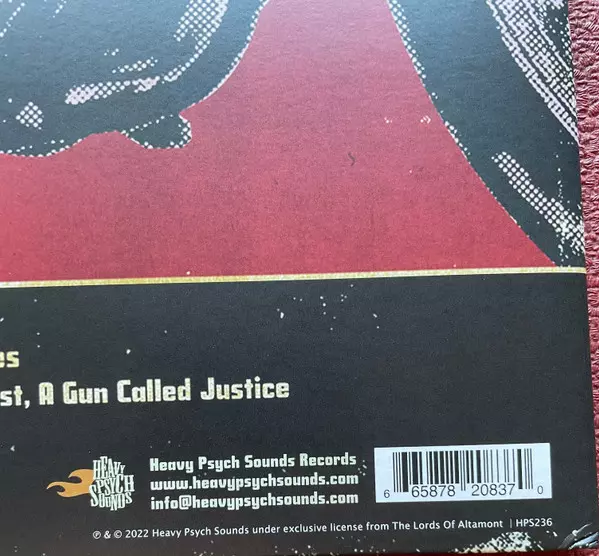 es
st, A Gun Called Justice
HEAVY
PSYCH
SOUNDS
Heavy Psych Sounds Records
www.heavypsychsounds.com
info@heavypsychsounds.com
6 65878 20837 0
℗ & © 2022 Heavy Psych Sounds under exclusive license from The Lords Of Altamont | HPS236